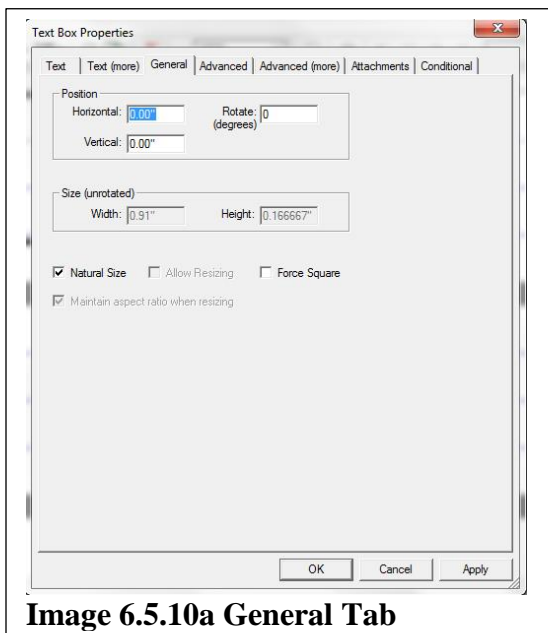 Text Box Properties
Text Text (more) General Advanced Advanced (more) Attachments Conditional
Position
Horizontal: 0.00" Rotate: 0
(degrees)
Vertical: 0.00"
Size (unrotated)
Width: 0.91" Height: 0.166667"
Natural Size Allow Resizing Force Square
Maintain aspect ratio when resizing
OK Cancel Apply
Image 6.5.10a General Tab